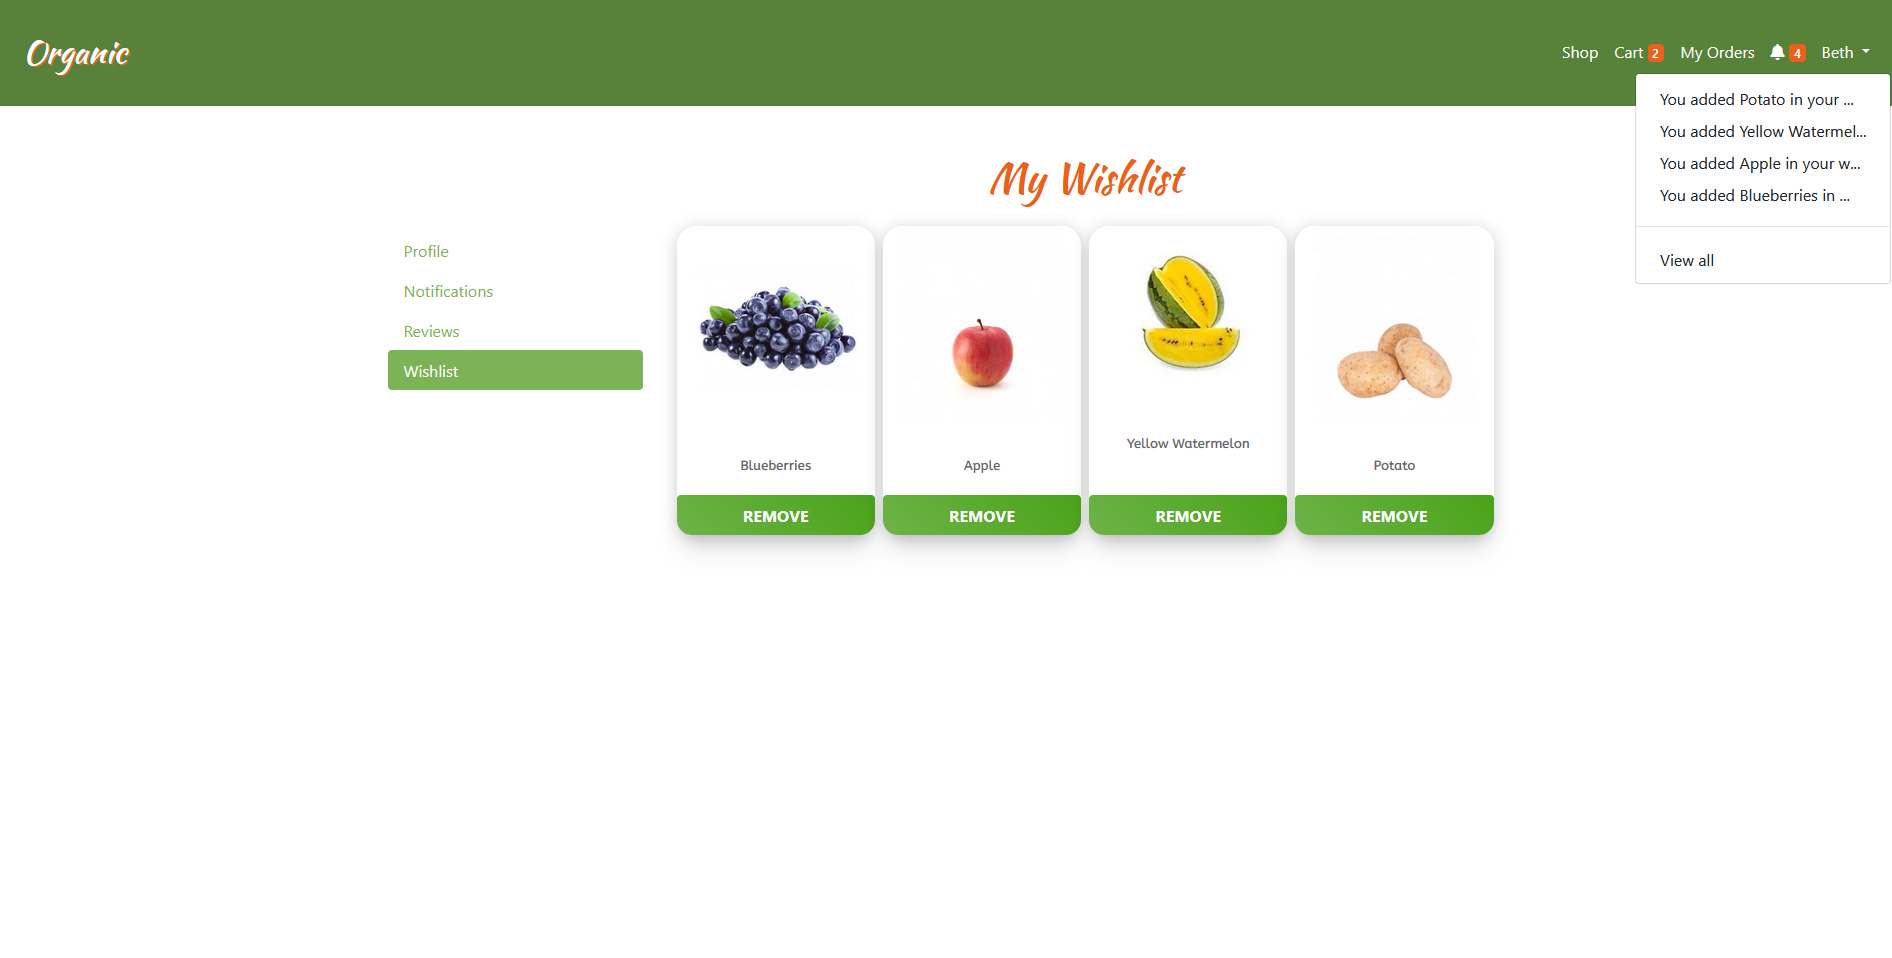 Organic
Shop Cart 2 My Orders 4 Beth
You added Potato in your ...
You added Yellow Watermel...
You added Apple in your w...
You added Blueberries in ...
View all
My Wishlist
Profile
Notifications
Reviews
Wishlist
Blueberries
REMOVE
Apple
REMOVE
Yellow Watermelon
REMOVE
Potato
REMOVE